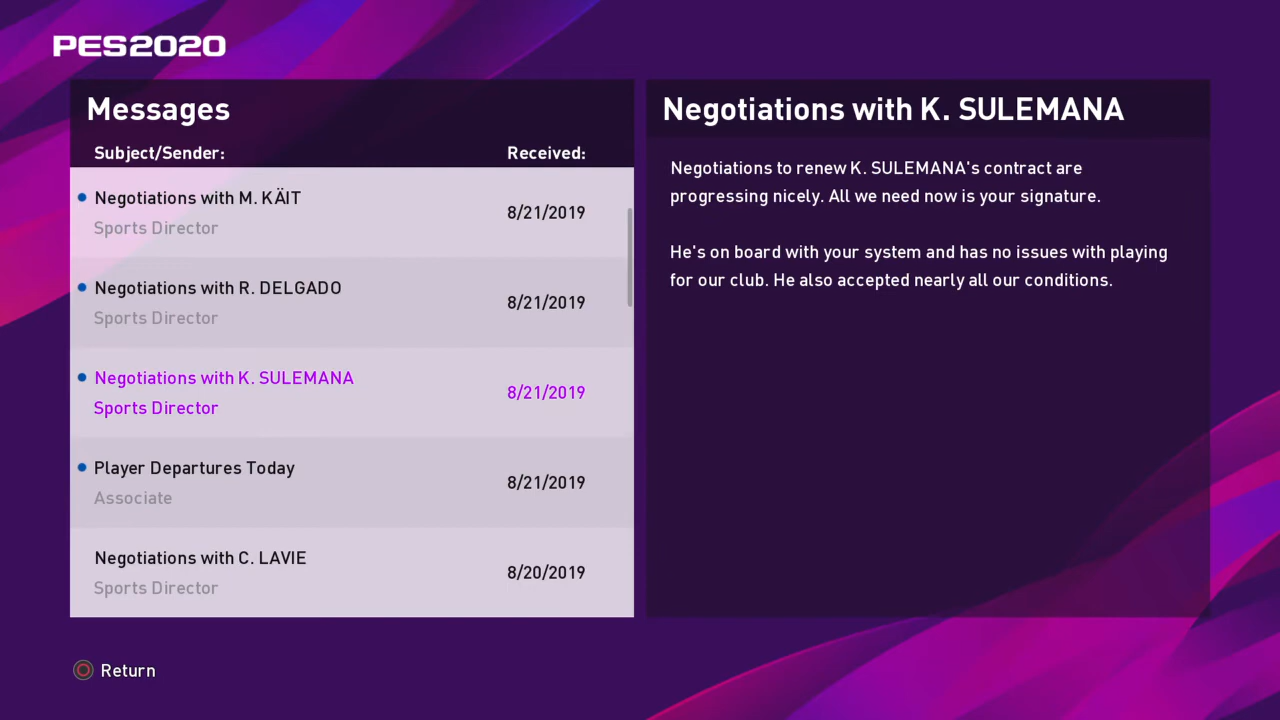 PES2020
Messages
Subject/Sender:
Received:
Negotiations with M. KÄIT
Sports Director
8/21/2019
Negotiations with R. DELGADO
Sports Director
8/21/2019
Negotiations with K. SULEMANA
Sports Director
8/21/2019
Player Departures Today
Associate
8/21/2019
Negotiations with C. LAVIE
Sports Director
8/20/2019
Negotiations with K. SULEMANA
Negotiations to renew K. SULEMANA's contract are
progressing nicely. All we need now is your signature.
He's on board with your system and has no issues with playing
for our club. He also accepted nearly all our conditions.
Return